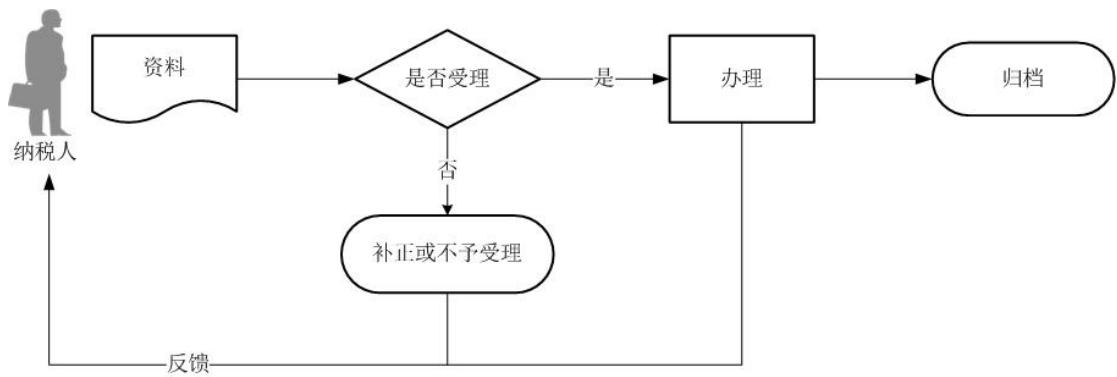 资料
是否受理
是
办理
归档
纳税人
否
补正或不予受理
反馈